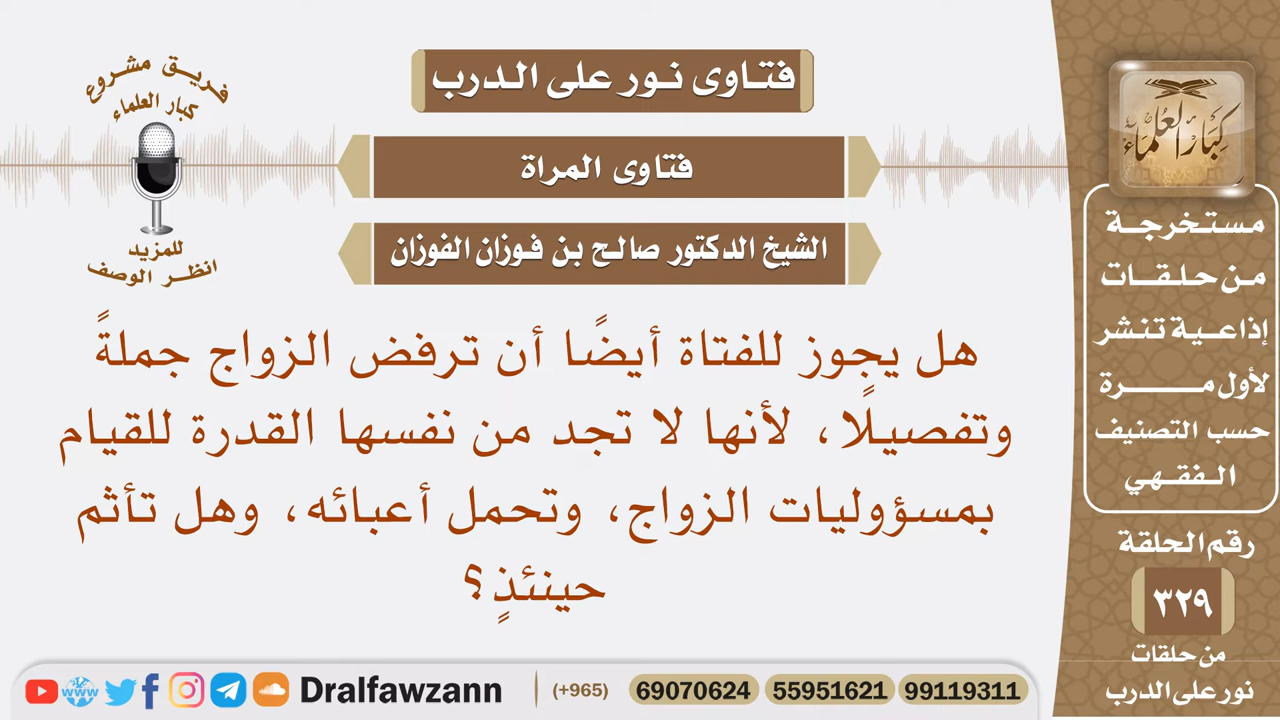 فتاوى نور على الدرب
فتاوى المراة
الشيخ الدكتور صالح بن فوزان الفوزان
هل يجوز للفتاة أيضًا أن ترفض الزواج جملةً
وتفصيلًا، لأنها لا تجد من نفسها القدرة للقيام
بمسؤوليات الزواج، وتحمل أعبائه، وهل تأثم
حينئذٍ؟
فريق مشروع
كبار العلماء
للمزيد
انظر الوصف
كبار العلماء
مستخرجة
من حلقات
إذاعية تنشر
لأول مرة
حسب التصنيف
الفقهي
رقم الحلقة
٣٢٩
من حلقات
نور على الدرب
www Dralfawzann (+965) 69070624 55951621 99119311